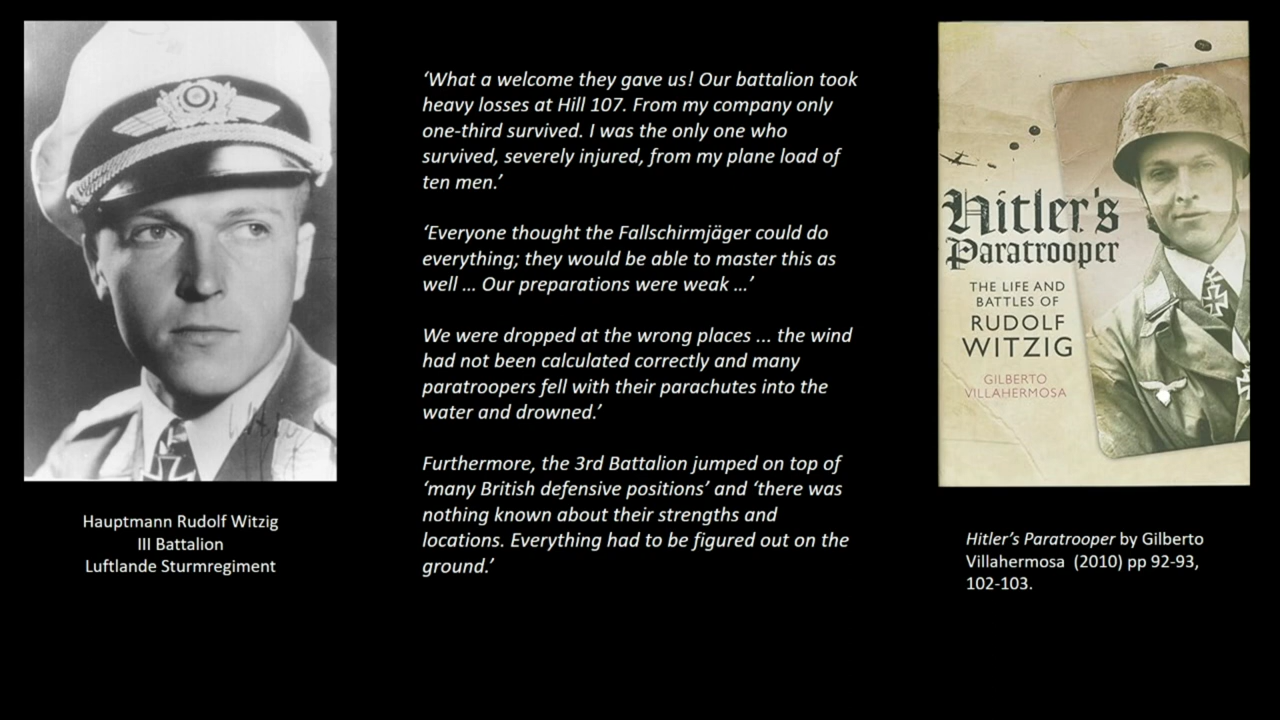 ‘What a welcome they gave us! Our battalion took
heavy losses at Hill 107. From my company only
one-third survived. I was the only one who
survived, severely injured, from my plane load of
ten men.’
‘Everyone thought the Fallschirmjäger could do
everything; they would be able to master this as
well ... Our preparations were weak ...’
We were dropped at the wrong places ... the wind
had not been calculated correctly and many
paratroopers fell with their parachutes into the
water and drowned.’
Furthermore, the 3rd Battalion jumped on top of
‘many British defensive positions’ and ‘there was
nothing known about their strengths and
locations. Everything had to be figured out on the
ground.’
Hauptmann Rudolf Witzig
III Battalion
Luftlande Sturmregiment
Hitler's
Paratrooper
THE LIFE AND
BATTLES OF
RUDOLF
WITZIG
GILBERTO
VILLAHERMOSA
Hitler’s Paratrooper by Gilberto
Villahermosa (2010) pp 92-93,
102-103.